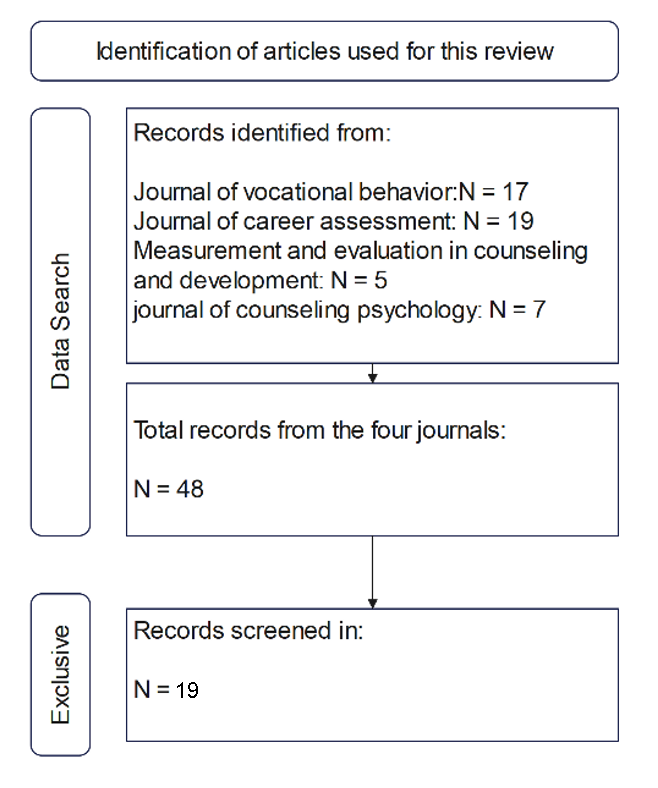 Identification of articles used for this review
Data Search
Records identified from:
Journal of vocational behavior:N = 17
Journal of career assessment: N = 19
Measurement and evaluation in counseling
and development: N = 5
journal of counseling psychology: N = 7
Total records from the four journals:
N = 48
Exclusive
Records screened in:
N = 19